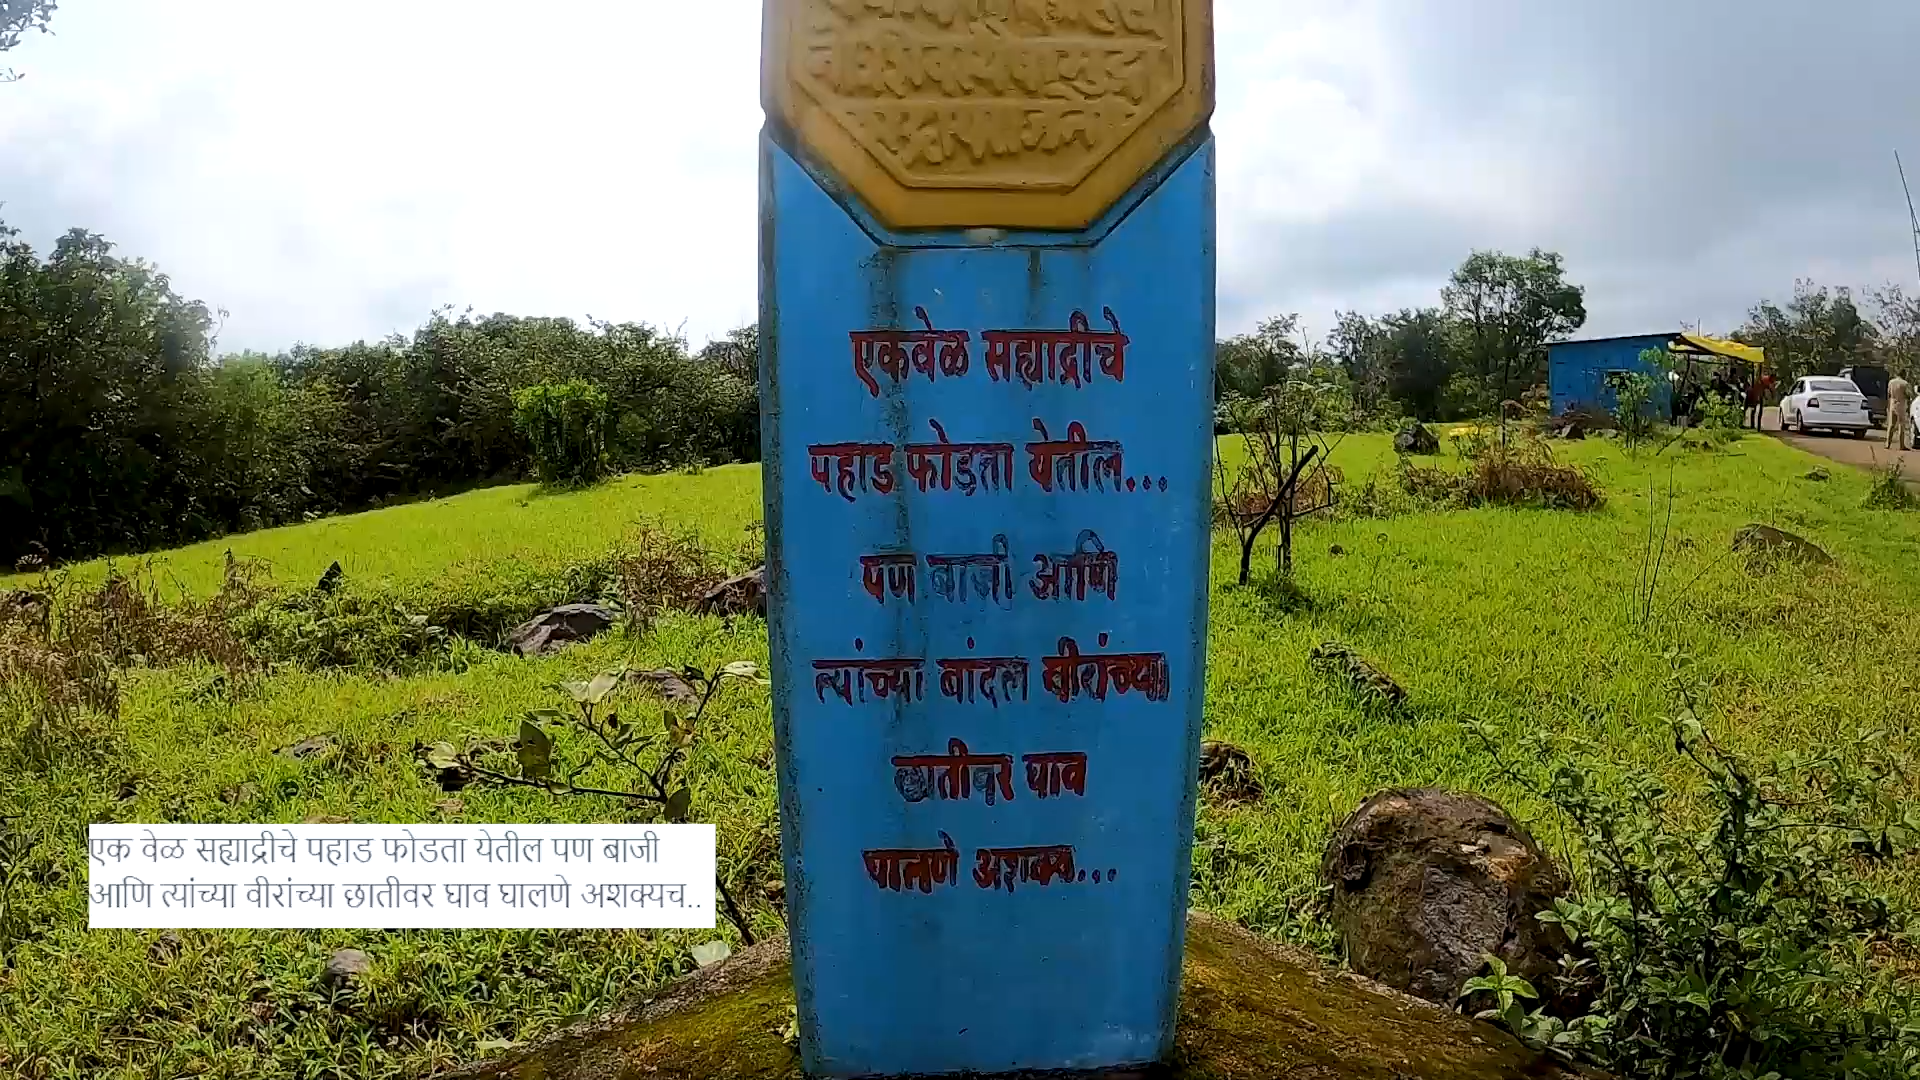 एकवेळ सह्याद्रीचे
पहाड फोडता येतील...
पण बाजी आणि
त्यांच्या बांदल वीरांच्या
छातीवर घाव
घालणे अशक्य...
एक वेळ सह्याद्रीचे पहाड फोडता येतील पण बाजी
आणि त्यांच्या वीरांच्या छातीवर घाव घालणे अशक्यच..